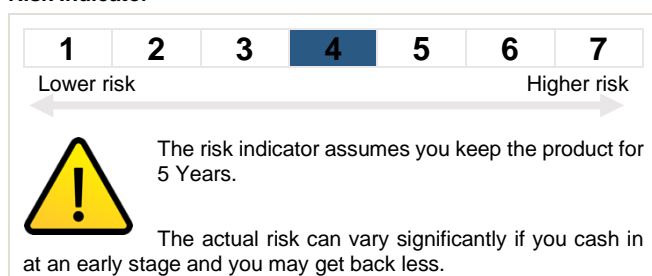 1 2 3 4 5 6 7
Lower risk Higher risk
The risk indicator assumes you keep the product for
5 Years.
The actual risk can vary significantly if you cash in
at an early stage and you may get back less.